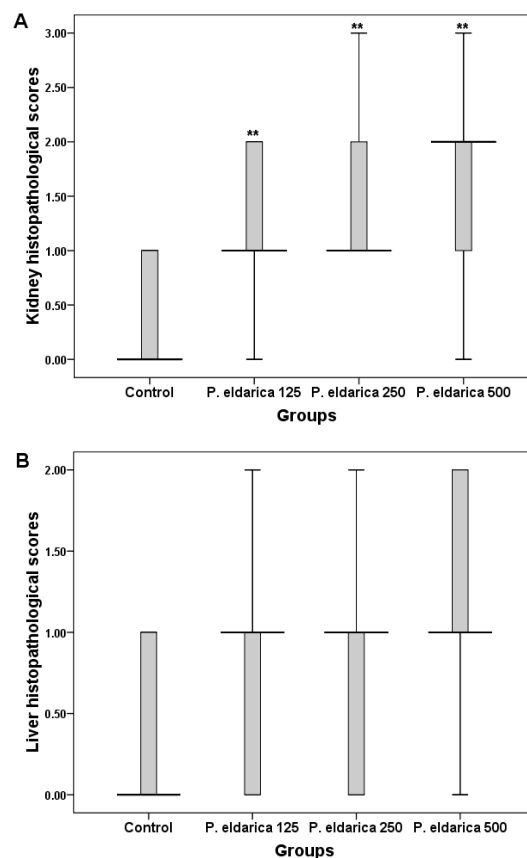 A
Kidney histopathological scores
3.00
2.50
2.00
1.50
1.00
0.50
0.00
**
**
**
Control P. eldarica 125 P. eldarica 250 P. eldarica 500
Groups
B
Liver histopathological scores
2.00
1.50
1.00
0.50
0.00
Control P. eldarica 125 P. eldarica 250 P. eldarica 500
Groups